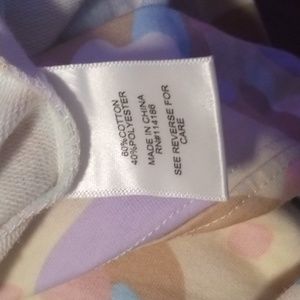 60%COTTON
40%POLYESTER
MADE IN CHINA
RN#114186
SEE REVERSE FOR
CARE